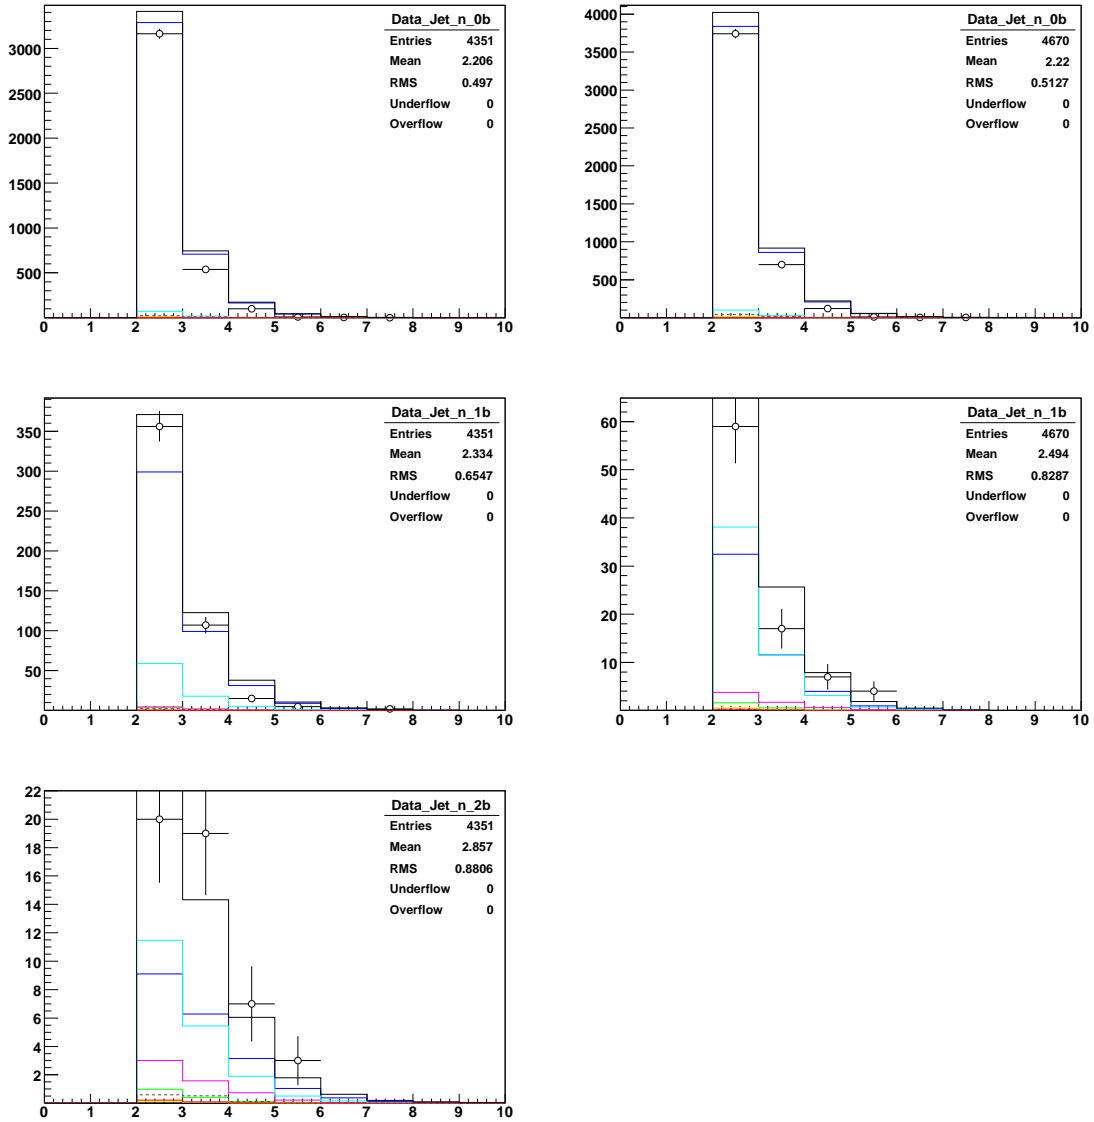 Data_Jet_n_0b
Entries 4351
Mean 2.206
RMS 0.497
Underflow 0
Overflow 0
3000
2500
2000
1500
1000
500
0 1 2 3 4 5 6 7 8 9 10
Data_Jet_n_0b
Entries 4670
Mean 2.22
RMS 0.5127
Underflow 0
Overflow 0
4000
3500
3000
2500
2000
1500
1000
500
0
0 1 2 3 4 5 6 7 8 9 10
Data_Jet_n_1b
Entries 4351
Mean 2.334
RMS 0.6547
Underflow 0
Overflow 0
350
300
250
200
150
100
50
0 1 2 3 4 5 6 7 8 9 10
Data_Jet_n_1b
Entries 4670
Mean 2.494
RMS 0.8287
Underflow 0
Overflow 0
60
50
40
30
20
10
0 1 2 3 4 5 6 7 8 9 10
Data_Jet_n_2b
Entries 4351
Mean 2.857
RMS 0.8806
Underflow 0
Overflow 0
22
20
18
16
14
12
10
8
6
4
2
0 1 2 3 4 5 6 7 8 9 10